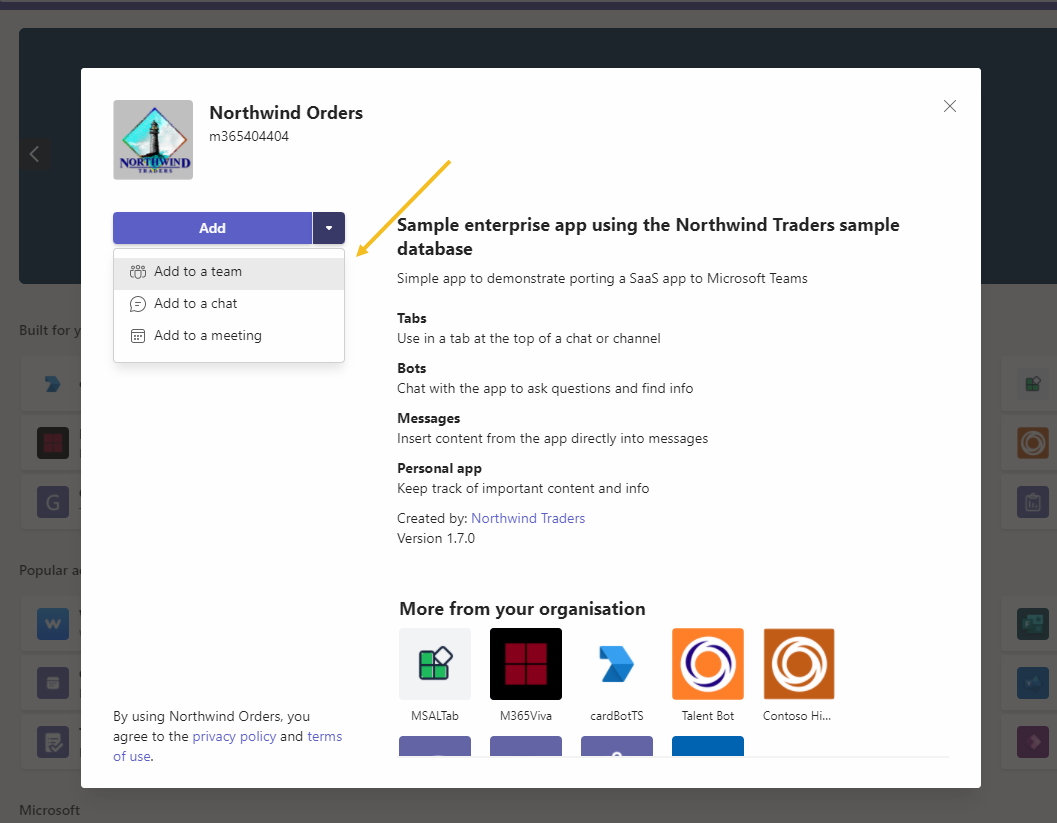 Northwind Orders
m365404404
NORTHWIND
TRADERS
Add
Add to a team
Add to a chat
Add to a meeting
Sample enterprise app using the Northwind Traders sample
database
Simple app to demonstrate porting a SaaS app to Microsoft Teams
Tabs
Use in a tab at the top of a chat or channel
Bots
Chat with the app to ask questions and find info
Messages
Insert content from the app directly into messages
Personal app
Keep track of important content and info
Created by: Northwind Traders
Version 1.7.0
More from your organisation
MSALTab
M365Viva
cardBotTS
Talent Bot
Contoso Hi...
By using Northwind Orders, you
agree to the privacy policy and terms
of use.
Built for
G
Popular
Microsoft